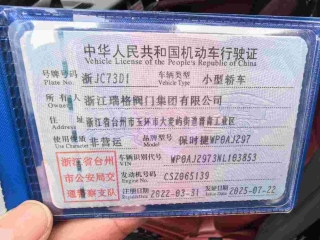 中华人民共和国机动车行驶证
Vehicle License of the People's Republic of China
号牌号码 浙JC73D1 车辆类型 小型轿车
Plate No. Vehicle Type
所有人 浙江瑞格阀门集团有限公司
Owner
住址 浙江省台州市玉环市大麦屿街道普青工业区
Address
使用性质 非营运 品牌型号 保时捷WP0AJ297
Use Character Model
浙江省台州市公安局交通警察支队
车辆识别代号 WP0AJ2973NL103853
VIN
发动机号码 CSZ065139
Engine No.
注册日期 2022-03-31 发证日期 2025-07-22
Register Date Issue Date